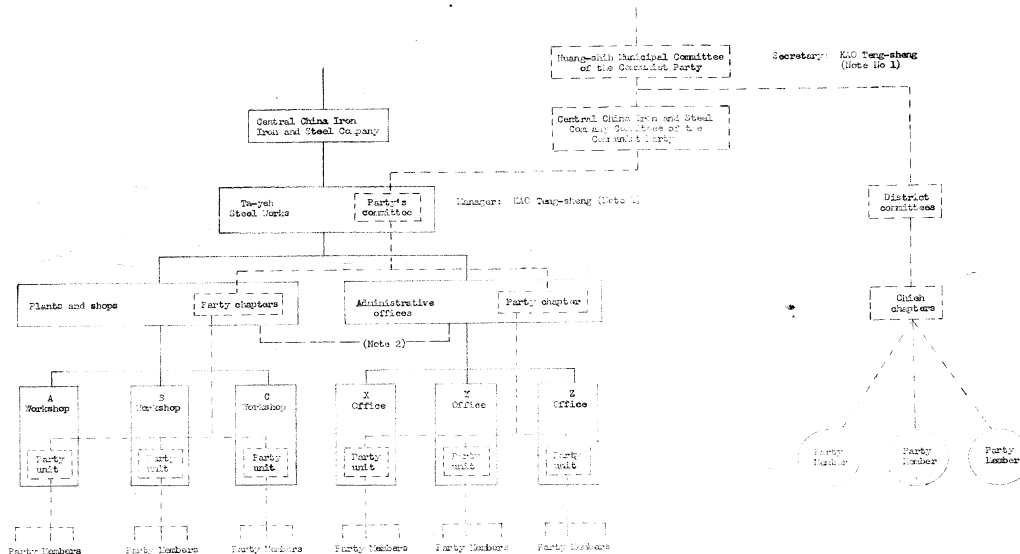 Huang-shih Municipal Committee
of the Communist Party
Secretary: KAO Teng-sheng
(Note No 1)
Central China Iron
Iron and Steel Company
Central China Iron and Steel
Company Committee of the
Communist Party
Ta-yeh
Steel Works
Party's
committee
Manager: KAO Teng-sheng (Note 1)
District
committees
Plants and shops
Party chapters
Administrative
offices
Party chapter
Chieh
chapters
(Note 2)
A
Workshop
B
Workshop
C
Workshop
X
Office
Y
Office
Z
Office
Party
unit
Party
unit
Party
unit
Party
unit
Party
unit
Party
unit
Party
Member
Party
Member
Party
Member
Party Members
Party Members
Party Members
Party Members
Party Members
Party Members